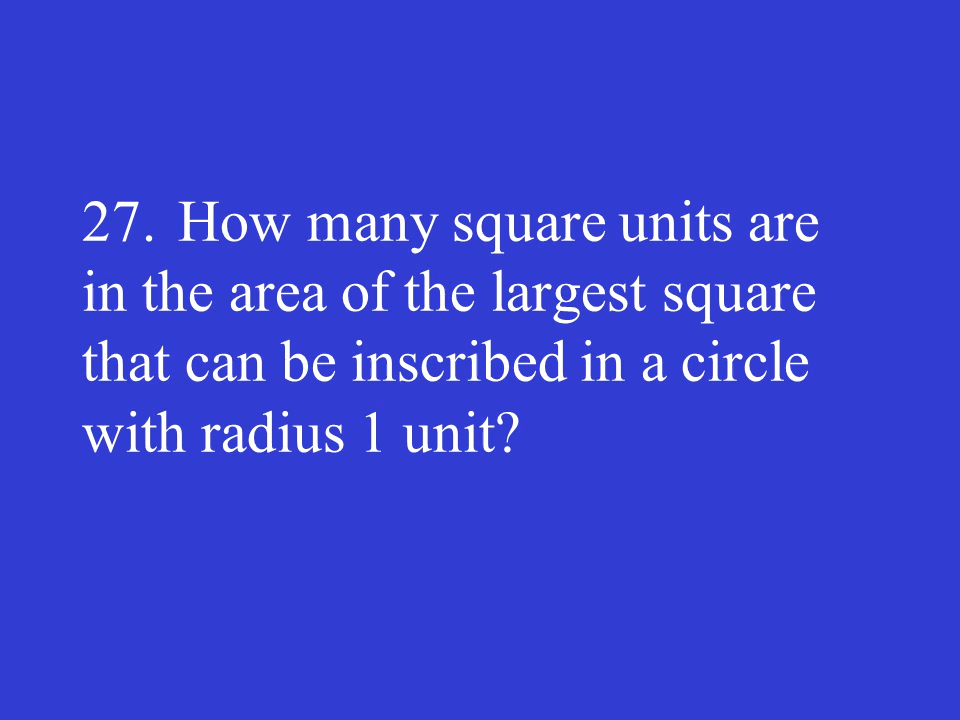 27. How many square units are
in the area of the largest square
that can be inscribed in a circle
with radius 1 unit?